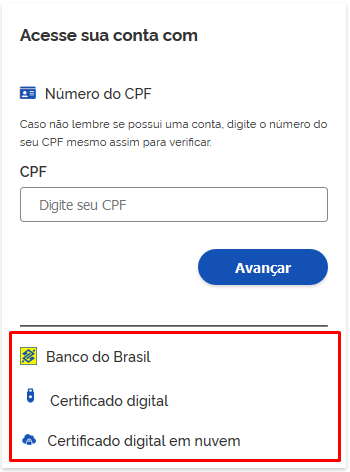 Acesse sua conta com
Número do CPF
Caso não lembre se possui uma conta, digite o número do
seu CPF mesmo assim para verificar.
CPF
Digite seu CPF
Avançar
Banco do Brasil
Certificado digital
Certificado digital em nuvem